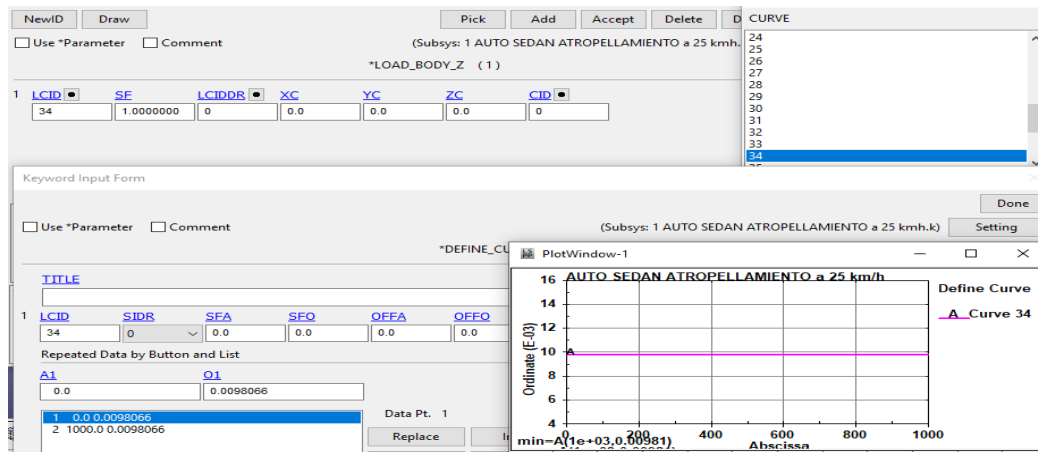 NewID Draw Pick Add Accept Delete D
Use *Parameter Comment (Subsys: 1 AUTO SEDAN ATROPELLAMIENTO a 25 kmh.
*LOAD_BODY_Z (1)
1 LCID SF LCIDDR XC YC ZC CID
34 1.0000000 0 0.0 0.0 0.0 0
CURVE
24
25
26
27
28
29
30
31
32
33
34
Keyword Input Form
Done
Use *Parameter Comment (Subsys: 1 AUTO SEDAN ATROPELLAMIENTO a 25 kmh.k) Setting
*DEFINE_CU
TITLE
1 LCID SIDR SFA SFO OFFA OFFO
34 0 0.0 0.0 0.0 0.0
Repeated Data by Button and List
A1 O1
0.0 0.0098066
1 0.0 0.0098066
2 1000.0 0.0098066
Data Pt. 1
Replace
PlotWindow-1
AUTO SEDAN ATROPELLAMIENTO a 25 km/h
Define Curve
A Curve 34
Ordinate (E-03)
16
14
12
10
8
6
4
A
0 200 400 600 800 1000
min=A(1e+03,0.00981)
Abscissa